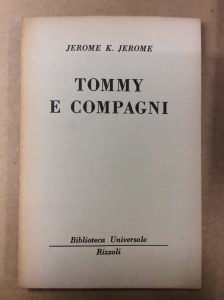 JEROME K. JEROME
TOMMY
E COMPAGNI
Biblioteca Universale
Rizzoli